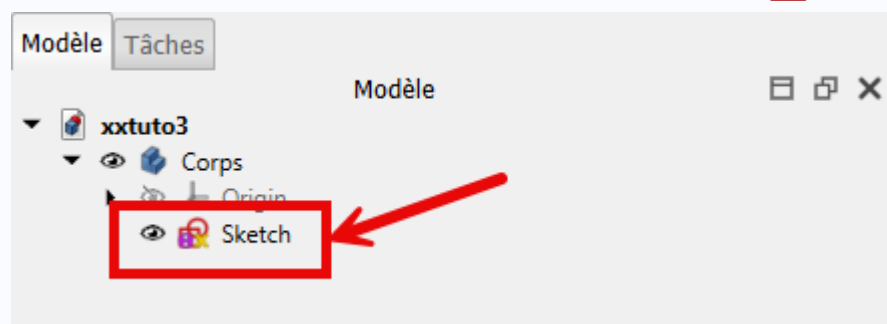 Modèle Tâches
Modèle
xxtuto3
Corps
Origin
Sketch